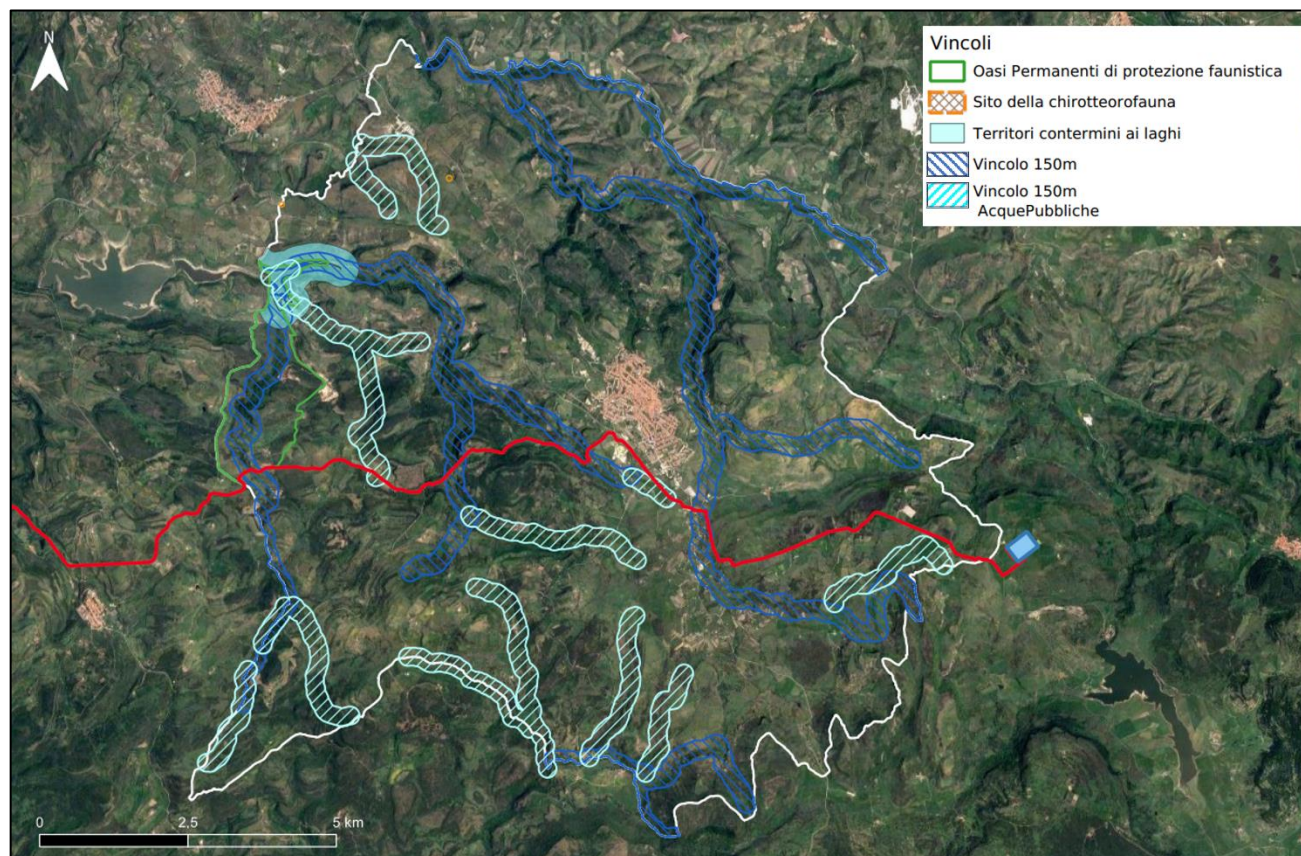 N
Vincoli
Oasi Permanenti di protezione faunistica
Sito della chirotteorofauna
Territori contermini ai laghi
Vincolo 150m
Vincolo 150m
AcquePubbliche
0 2,5 5 km